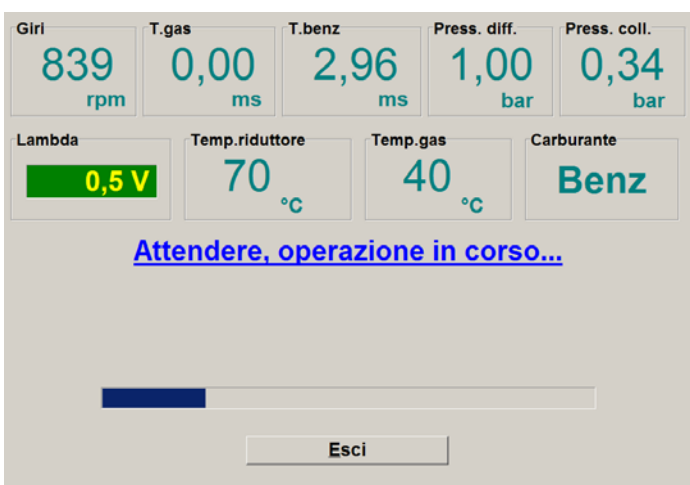 Giri T.gas T.benz Press. diff. Press. coll.
839 0,00 2,96 1,00 0,34
rpm ms ms bar bar
Lambda Temp.riduttore Temp.gas Carburante
0,5 V 70 °C 40 °C Benz
Attendere, operazione in corso...
Esci